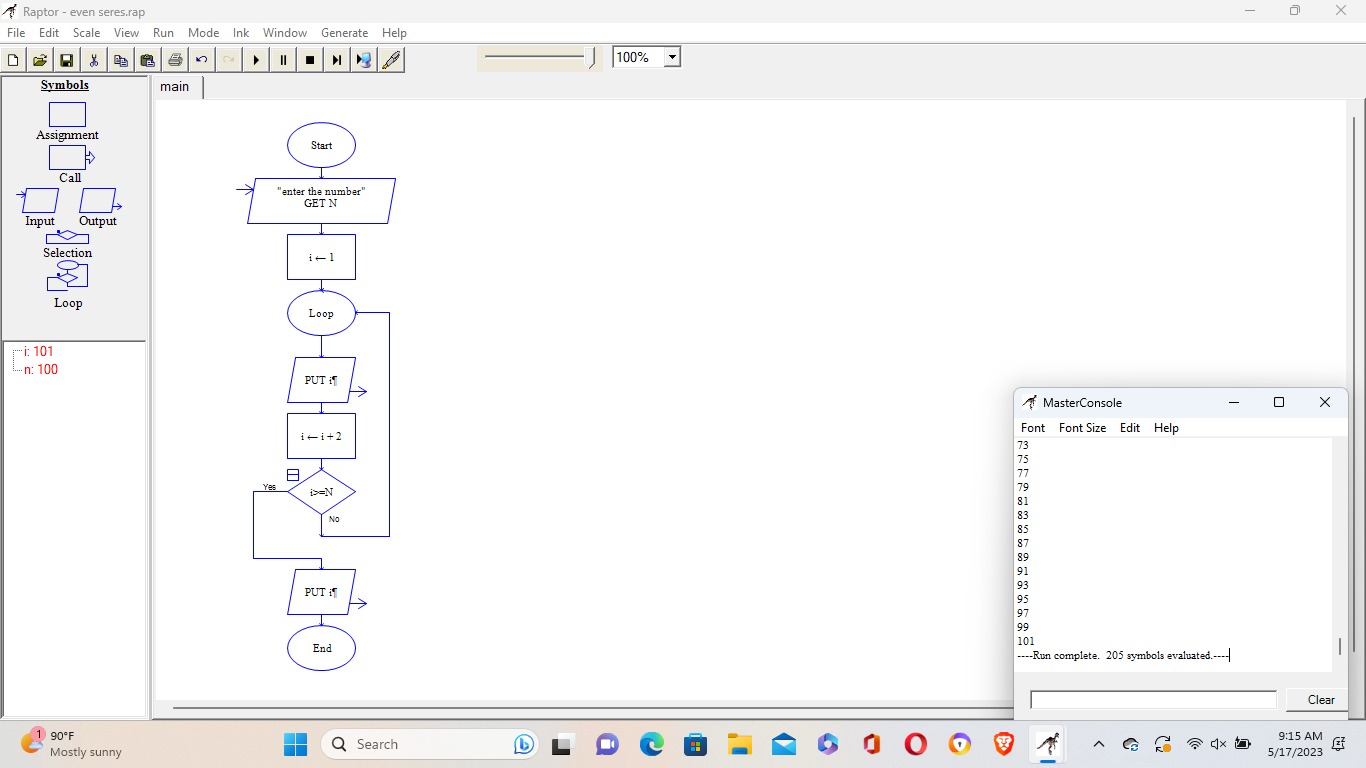 Raptor - even seres.rap
File Edit Scale View Run Mode Ink Window Generate Help
100%
Symbols
Assignment
Call
Input Output
Selection
Loop
i: 101
n: 100
main
Start
"enter the number"
GET N
i ← 1
Loop
PUT i¶
i ← i + 2
i>=N
Yes
No
PUT i¶
End
MasterConsole
Font Font Size Edit Help
73
75
77
79
81
83
85
87
89
91
93
95
97
99
101
----Run complete. 205 symbols evaluated.----
Clear
1
90°F
Mostly sunny
Search
9:15 AM
5/17/2023